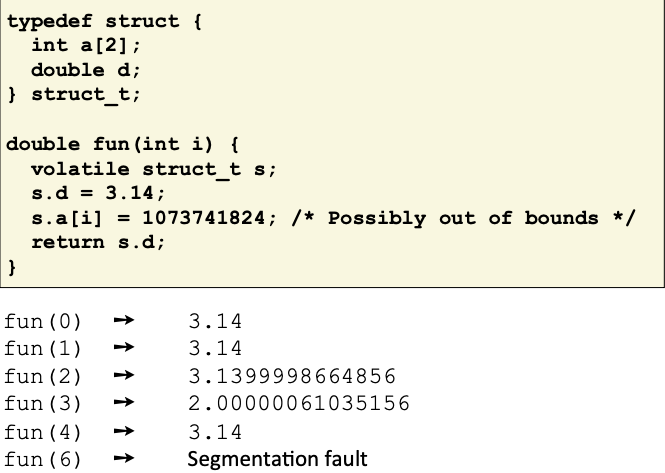 typedef struct {
  int a[2];
  double d;
} struct_t;

double fun(int i) {
  volatile struct_t s;
  s.d = 3.14;
  s.a[i] = 1073741824; /* Possibly out of bounds */
  return s.d;
}

fun(0) → 3.14
fun(1) → 3.14
fun(2) → 3.1399998664856
fun(3) → 2.00000061035156
fun(4) → 3.14
fun(6) → Segmentation fault